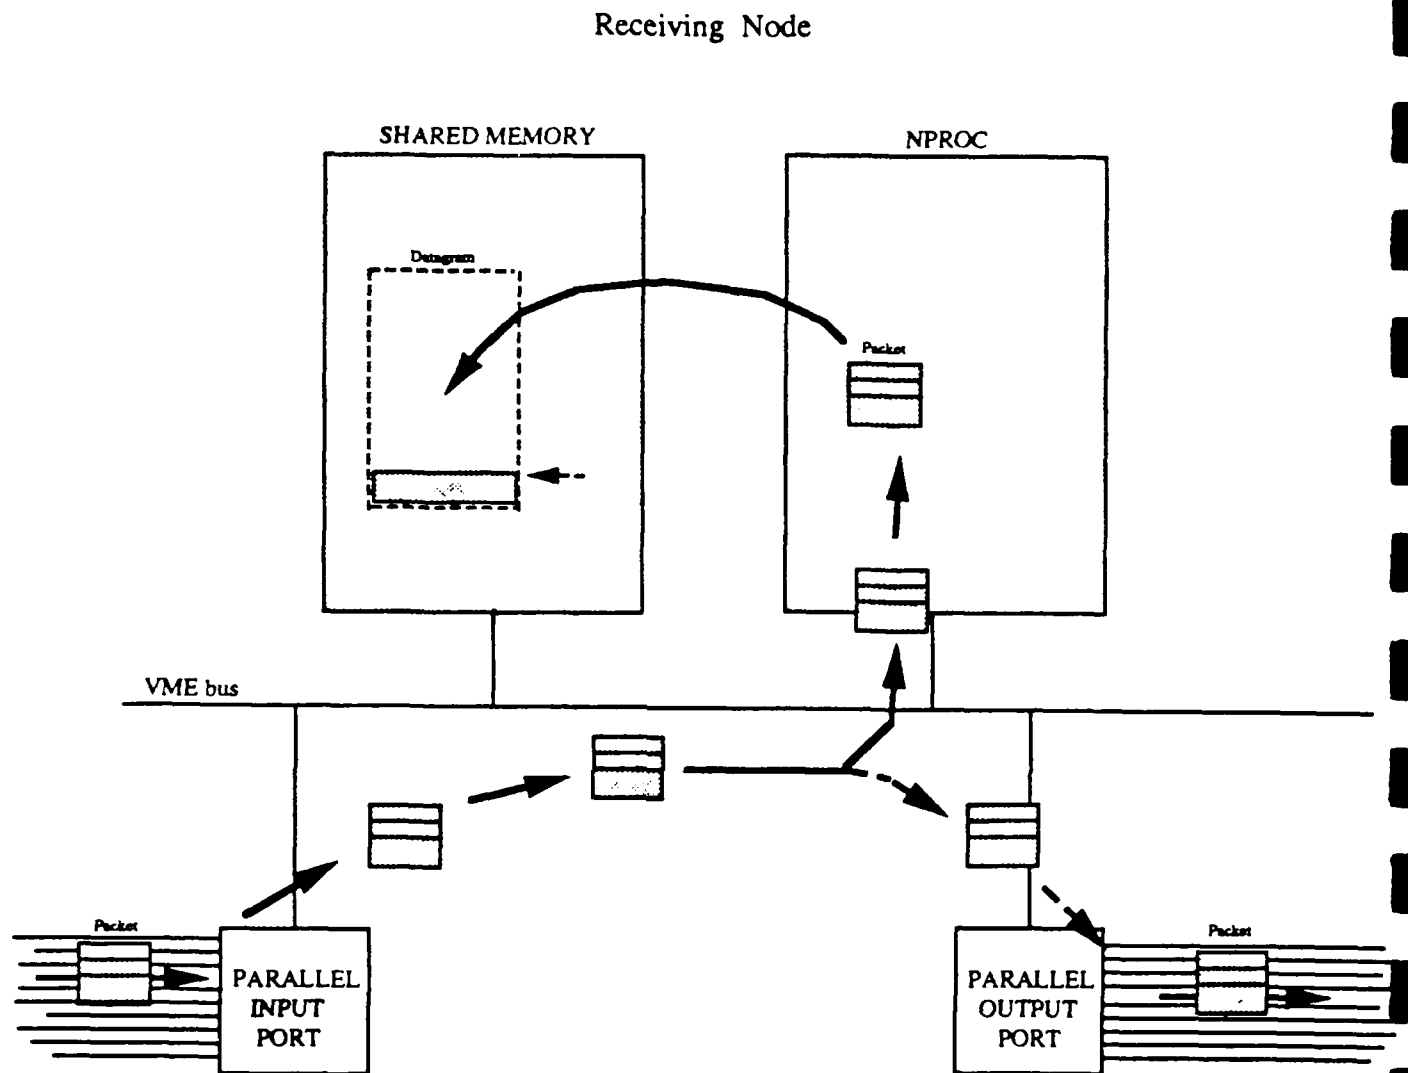 Receiving Node
SHARED MEMORY
NPROC
Datagram
Packet
VME bus
Packet
Packet
PARALLEL
INPUT
PORT
PARALLEL
OUTPUT
PORT